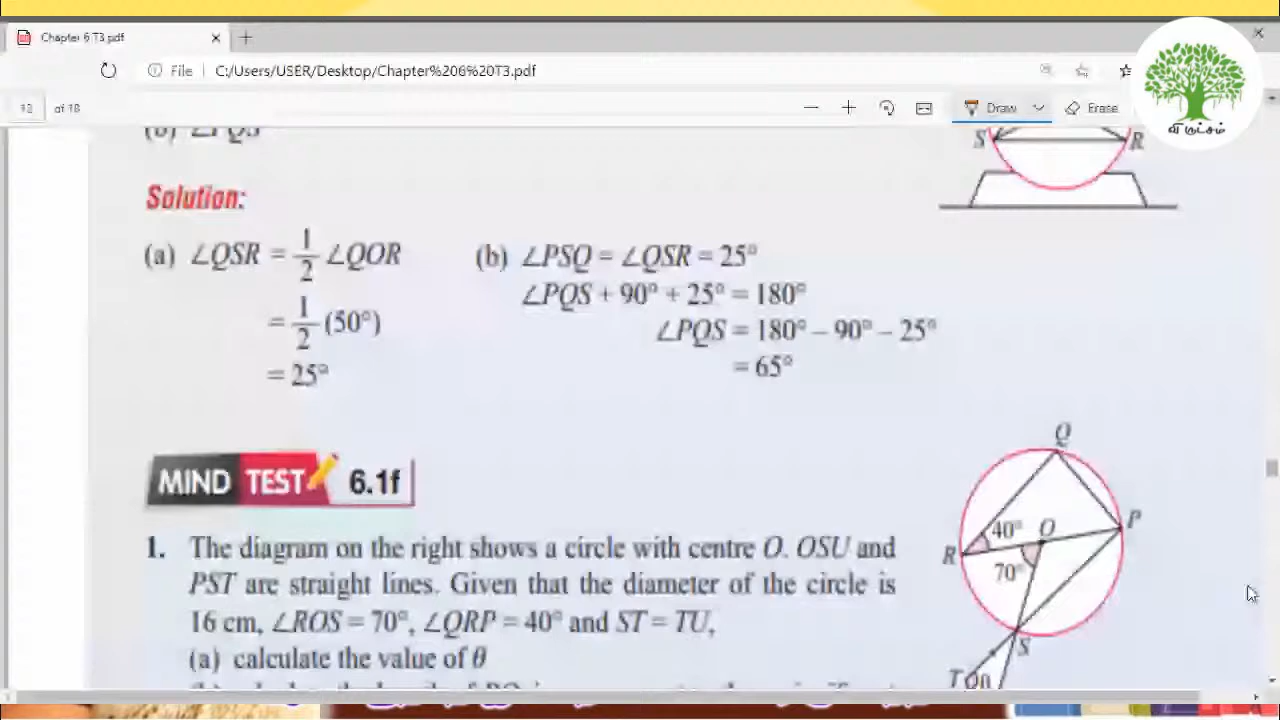 Chapter 6 T3.pdf
File C:/Users/USER/Desktop/Chapter%206%20T3.pdf
of 18
Draw
Erase
விருட்சம்
S R
Solution:
(a) ∠QSR = 1/2 ∠QOR
= 1/2 (50°)
= 25°
(b) ∠PSQ = ∠QSR = 25°
∠PQS + 90° + 25° = 180°
∠PQS = 180° – 90° – 25°
= 65°
MIND TEST 6.1f
1. The diagram on the right shows a circle with centre O. OSU and
PST are straight lines. Given that the diameter of the circle is
16 cm, ∠ROS = 70°, ∠QRP = 40° and ST = TU,
(a) calculate the value of θ
Q
40° O P
R
70°
S
T